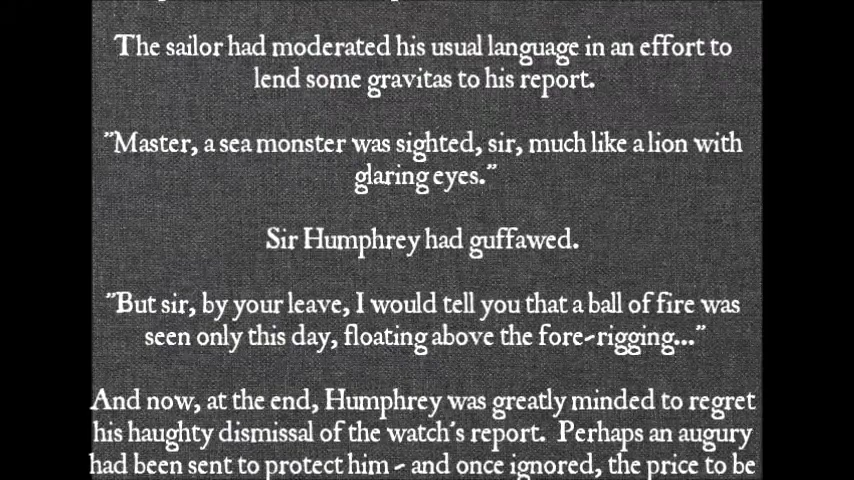 The sailor had moderated his usual language in an effort to
lend some gravitas to his report.
"Master, a sea monster was sighted, sir, much like a lion with
glaring eyes."
Sir Humphrey had guffawed.
"But sir, by your leave, I would tell you that a ball of fire was
seen only this day, floating above the fore-rigging..."
And now, at the end, Humphrey was greatly minded to regret
his haughty dismissal of the watch's report. Perhaps an augury
had been sent to protect him - and once ignored, the price to be